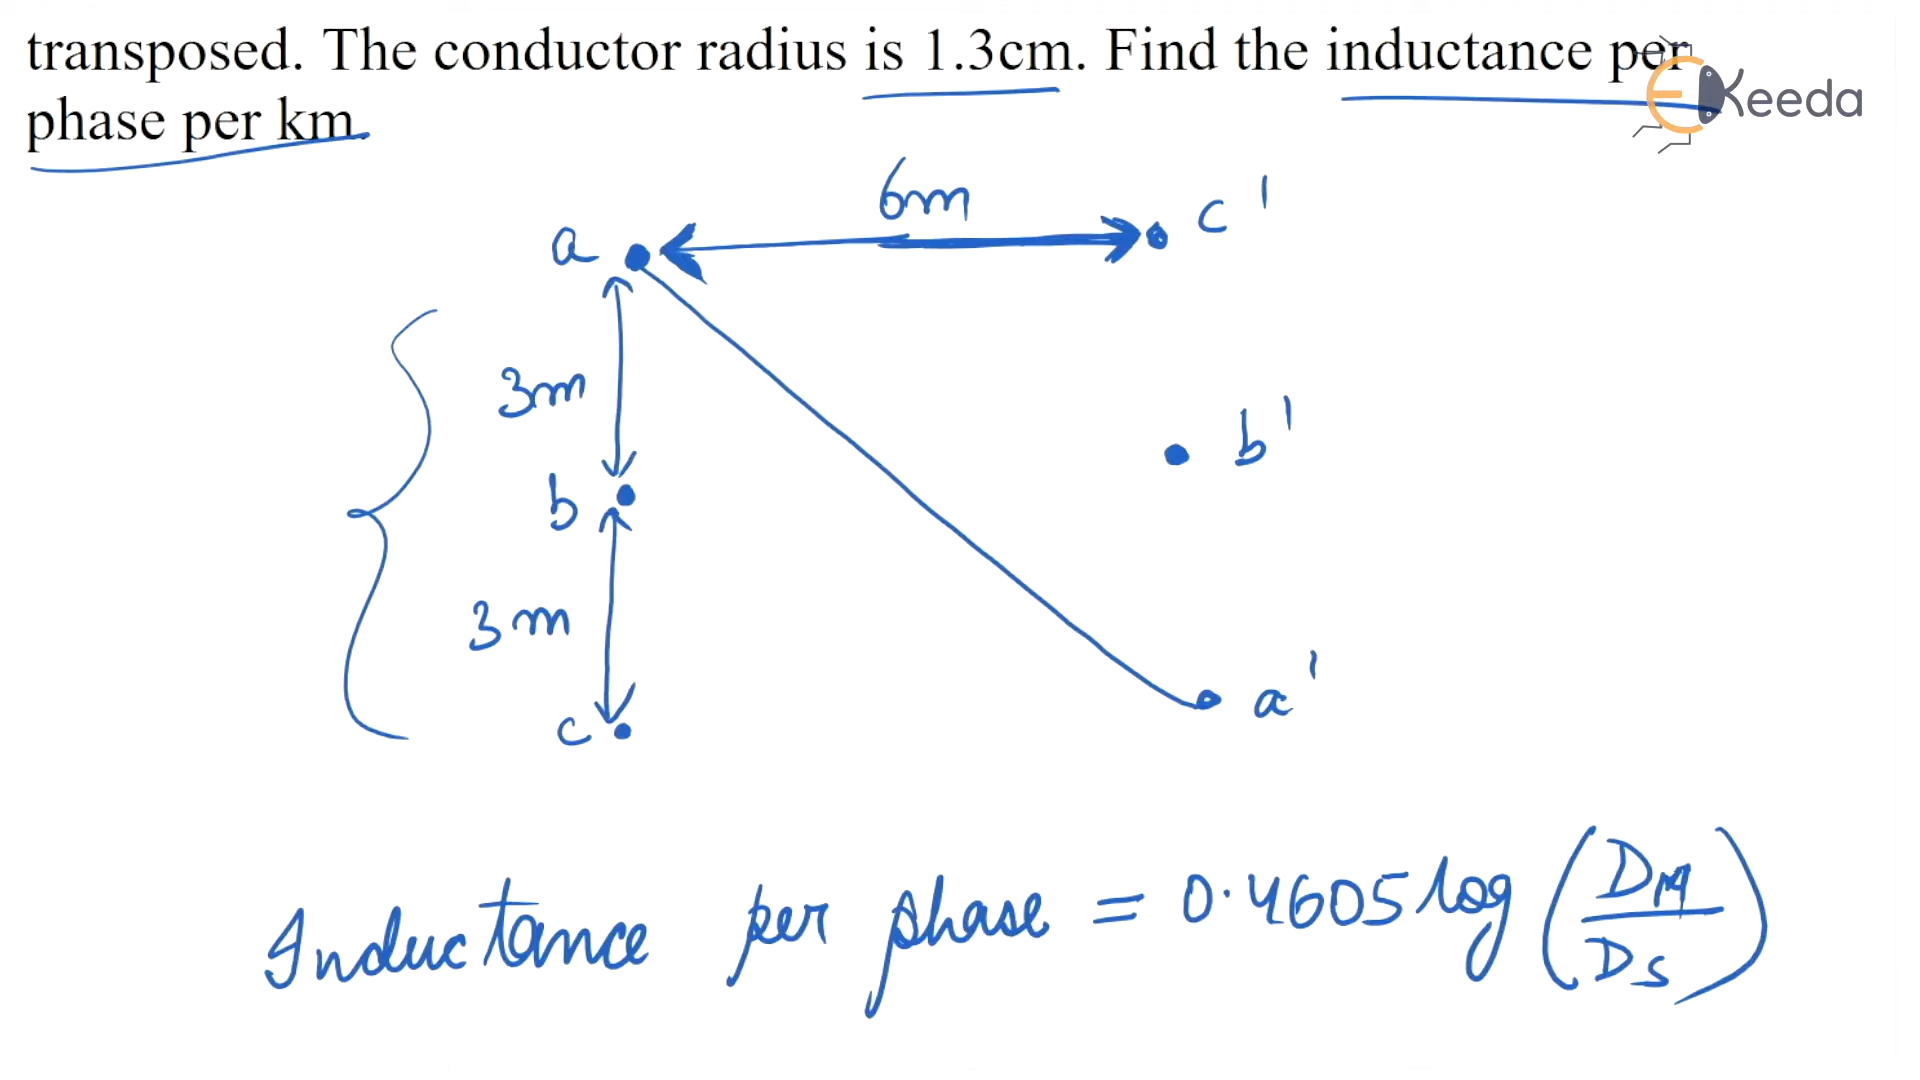 transposed. The conductor radius is 1.3cm. Find the inductance per
phase per km.
EKeeda
6m
a
c'
3m
b'
b
3m
a'
c
Inductance per phase = 0.4605 log (DM/DS)